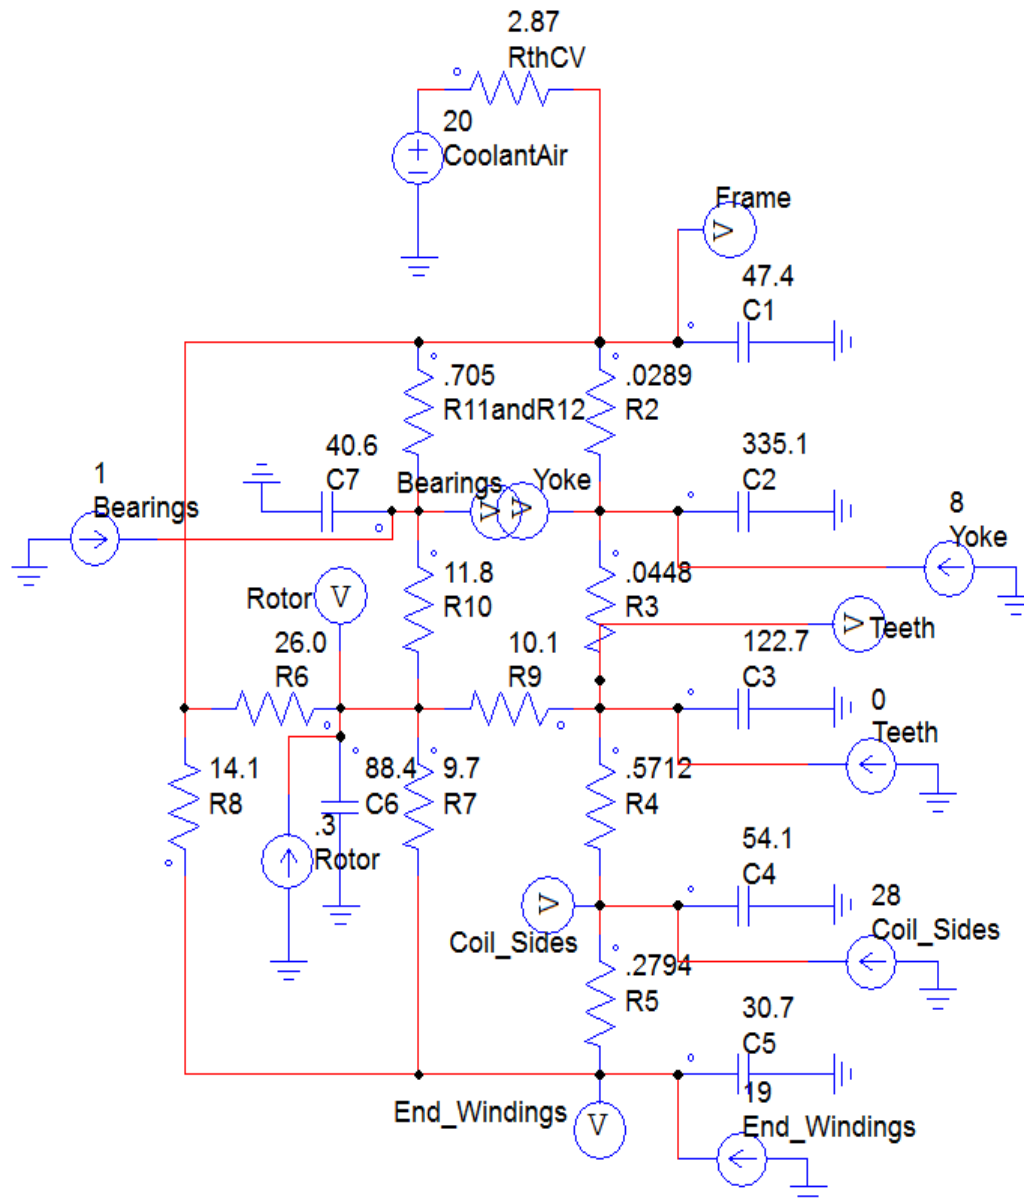 2.87
RthCV
20
CoolantAir
Frame
47.4
C1
.705
R11andR12
.0289
R2
40.6
C7
1
Bearings
Bearings
Yoke
335.1
C2
8
Yoke
Rotor
V
11.8
R10
.0448
R3
V
Teeth
26.0
R6
10.1
R9
122.7
C3
0
Teeth
14.1
R8
88.4
C6
9.7
R7
.5712
R4
.3
Rotor
54.1
C4
28
Coil_Sides
V
Coil_Sides
.2794
R5
30.7
C5
19
End_Windings
End_Windings
V